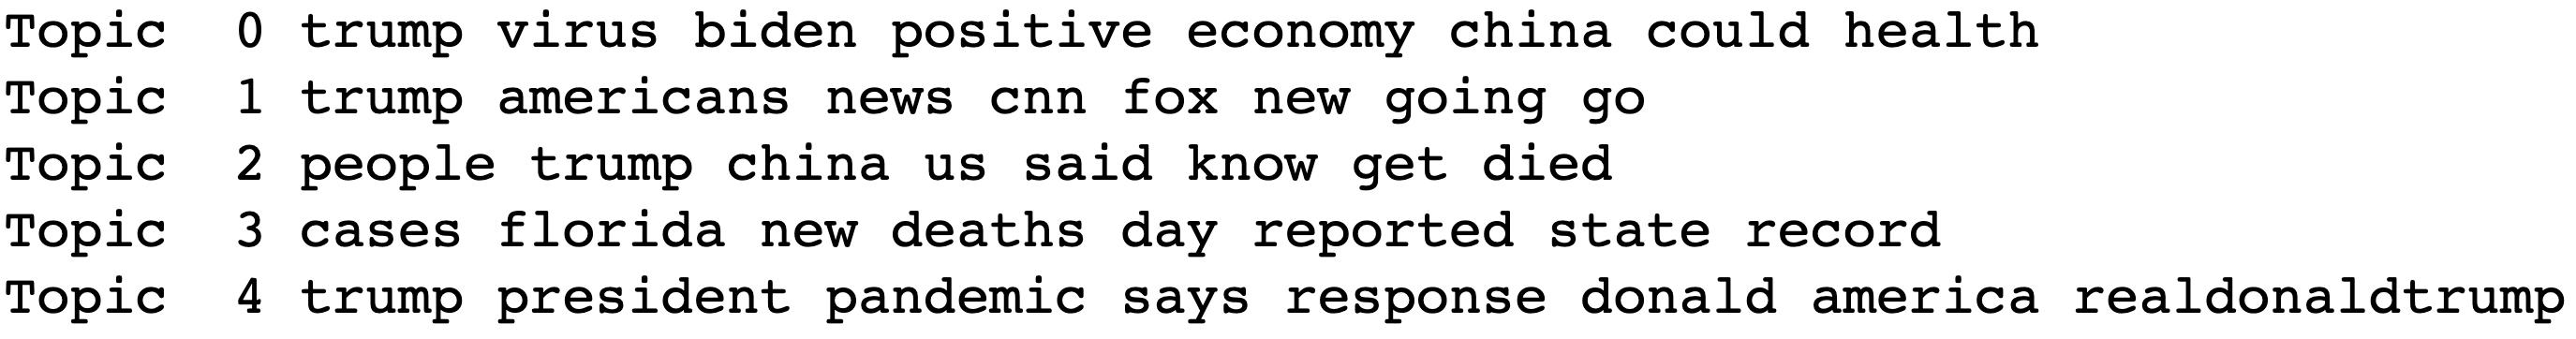 Topic  0 trump virus biden positive economy china could health
Topic  1 trump americans news cnn fox new going go
Topic  2 people trump china us said know get died
Topic  3 cases florida new deaths day reported state record
Topic  4 trump president pandemic says response donald america realdonaldtrump